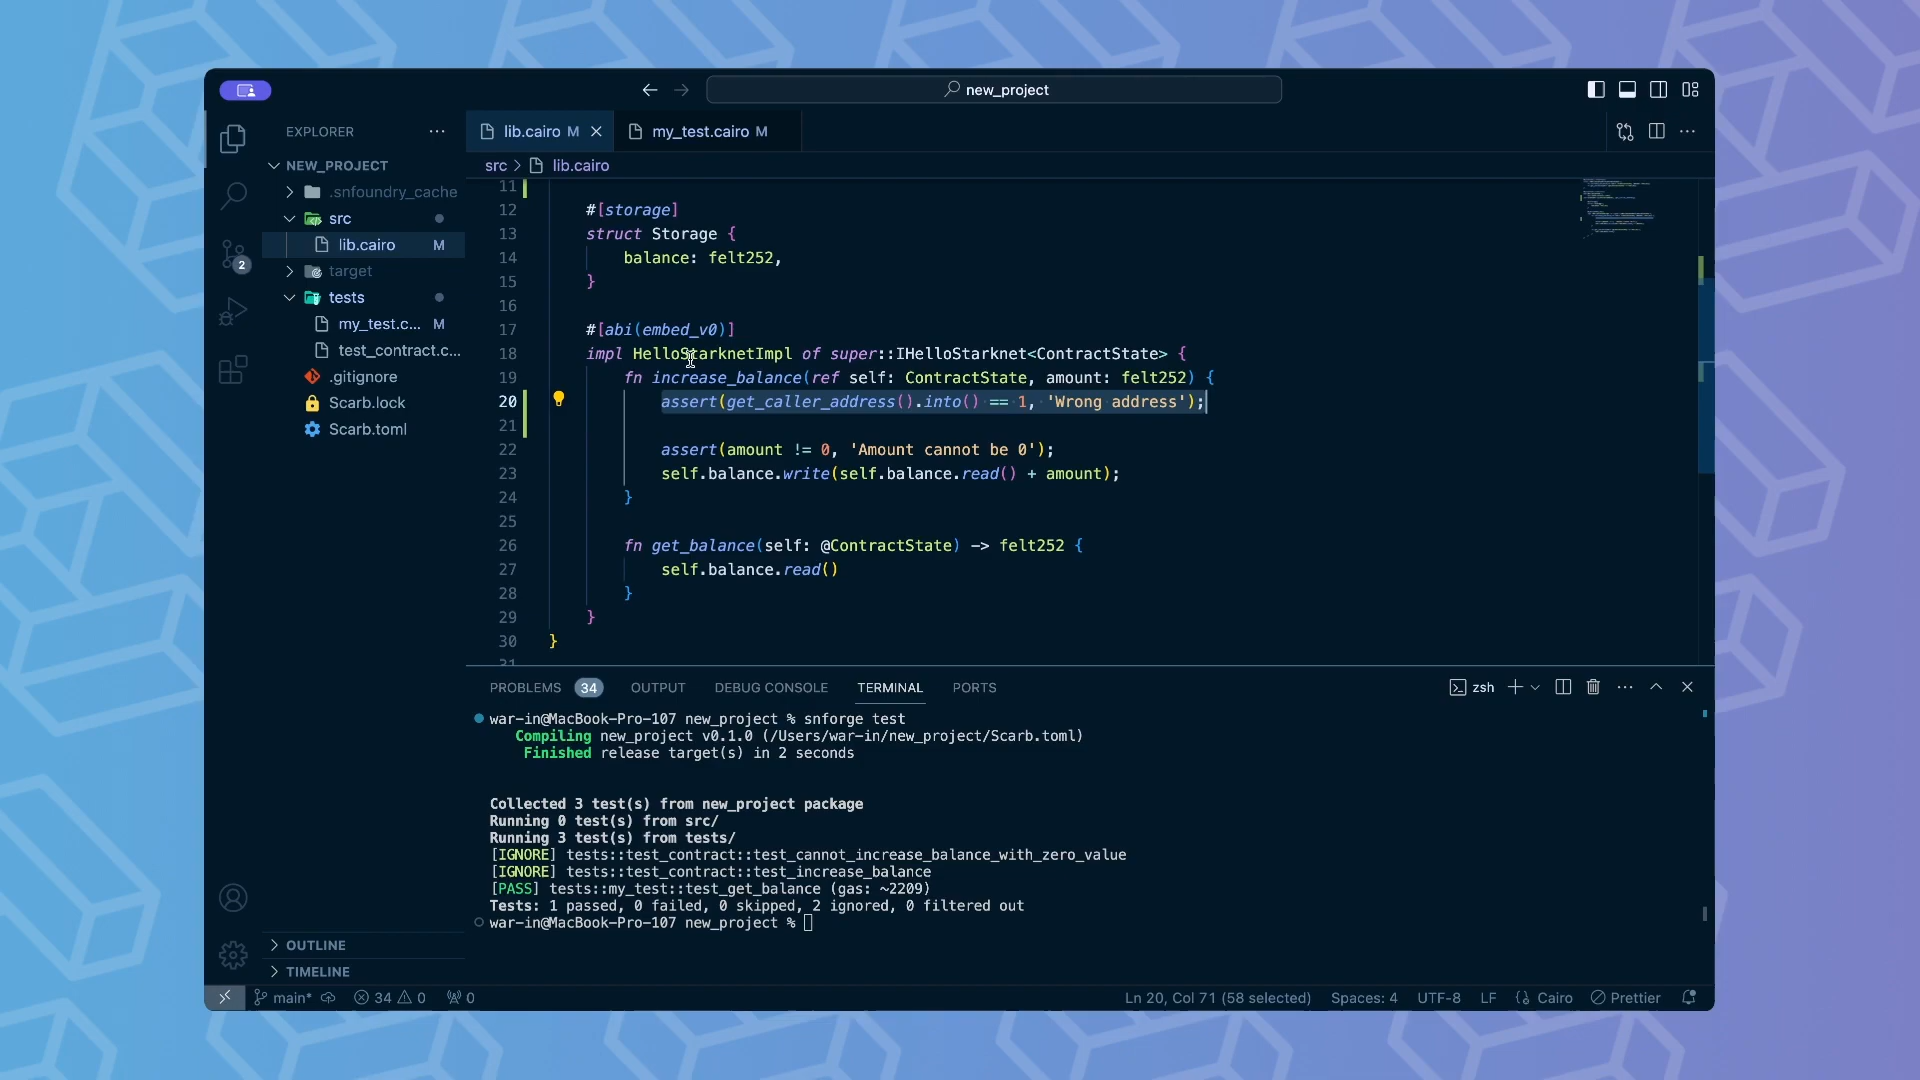 new_project
EXPLORER
NEW_PROJECT
.snfoundry_cache
src
lib.cairo M
target
tests
my_test.c... M
test_contract.c...
.gitignore
Scarb.lock
Scarb.toml
OUTLINE
TIMELINE
2
lib.cairo M
my_test.cairo M
src > lib.cairo
11
12 #[storage]
13 struct Storage {
14 balance: felt252,
15 }
16
17 #[abi(embed_v0)]
18 impl HelloStarknetImpl of super::IHelloStarknet<ContractState> {
19 fn increase_balance(ref self: ContractState, amount: felt252) {
20 assert(get_caller_address().into() == 1, 'Wrong address');
21
22 assert(amount != 0, 'Amount cannot be 0');
23 self.balance.write(self.balance.read() + amount);
24 }
25
26 fn get_balance(self: @ContractState) -> felt252 {
27 self.balance.read()
28 }
29 }
30 }
31
PROBLEMS 34 OUTPUT DEBUG CONSOLE TERMINAL PORTS
zsh
war-in@MacBook-Pro-107 new_project % snforge test
Compiling new_project v0.1.0 (/Users/war-in/new_project/Scarb.toml)
Finished release target(s) in 2 seconds
Collected 3 test(s) from new_project package
Running 0 test(s) from src/
Running 3 test(s) from tests/
[IGNORE] tests::test_contract::test_cannot_increase_balance_with_zero_value
[IGNORE] tests::test_contract::test_increase_balance
[PASS] tests::my_test::test_get_balance (gas: ~2209)
Tests: 1 passed, 0 failed, 0 skipped, 2 ignored, 0 filtered out
war-in@MacBook-Pro-107 new_project %
main* 34 0 0
Ln 20, Col 71 (58 selected) Spaces: 4 UTF-8 LF Cairo Prettier